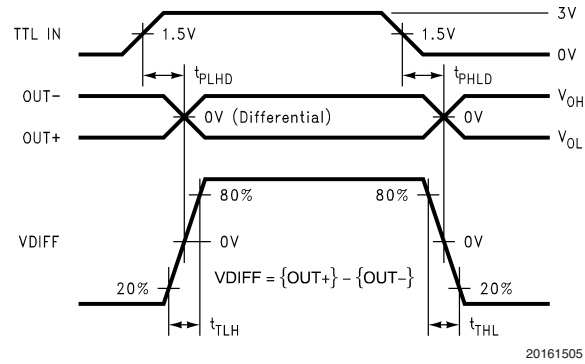 3V
TTL IN
1.5V
1.5V
0V
tPLHD
tPHLD
OUT-
VOH
0V (Differential)
0V
OUT+
VOL
80%
80%
VDIFF
0V
0V
VDIFF = {OUT+} - {OUT-}
20%
20%
tTLH
tTHL
20161505